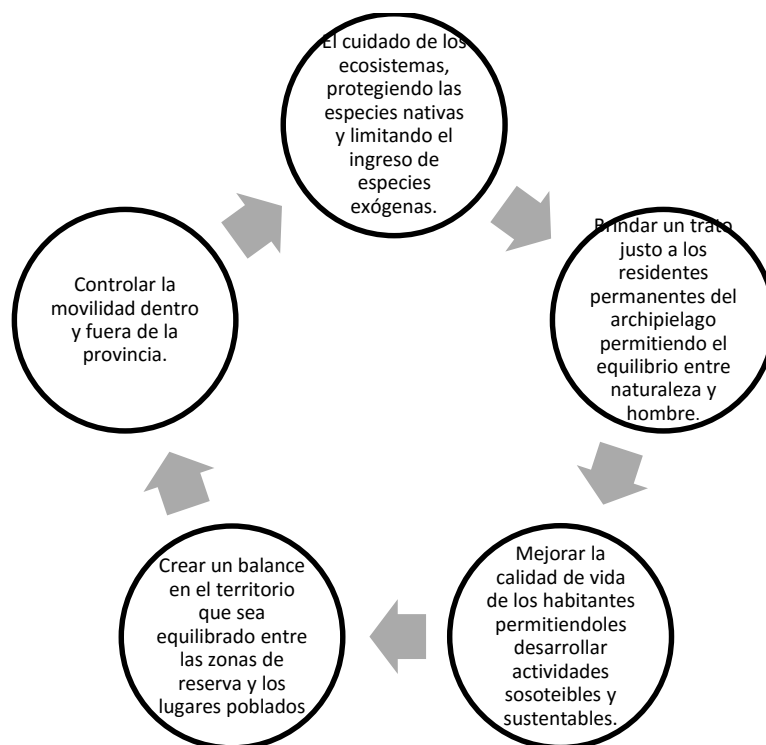 El cuidado de los
ecosistemas,
protegiendo las
especies nativas
y limitando el
ingreso de
especies
exógenas.
Brindar un trato
justo a los
residentes
permanentes del
archipielago
permitiendo el
equilibrio entre
naturaleza y
hombre.
Mejorar la
calidad de vida
de los habitantes
permitiendoles
desarrollar
actividades
sosoteibles y
sustentables.
Crear un balance
en el territorio
que sea
equilibrado entre
las zonas de
reserva y los
lugares poblados
Controlar la
movilidad dentro
y fuera de la
provincia.